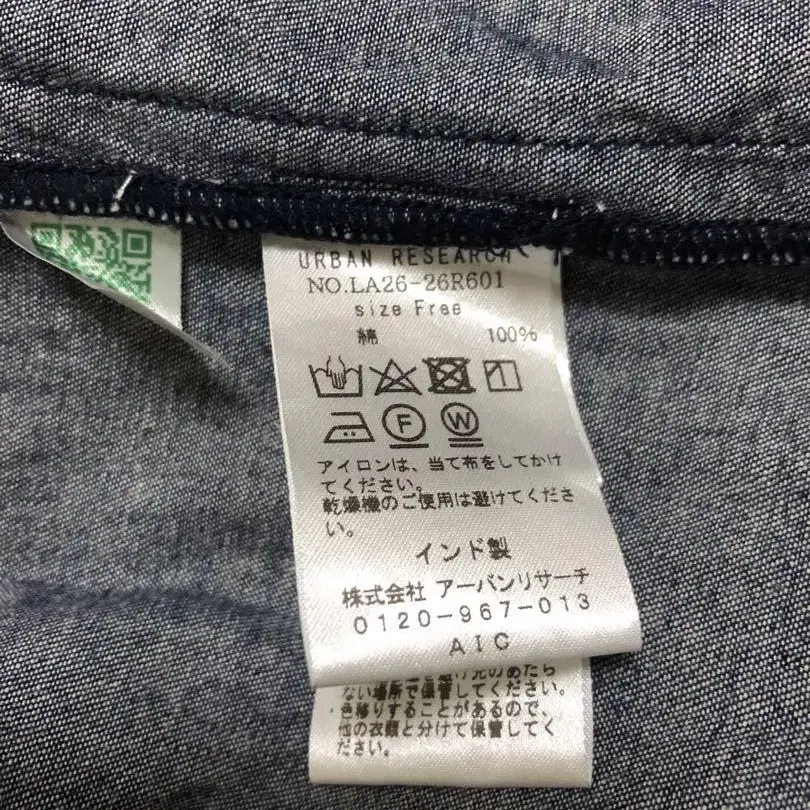 URBAN RESEARCH
NO.LA26-26R601
size Free
綿 100%
F W
アイロンは、当て布をしてかけ
てください。
乾燥機のご使用は避けてくださ
い。
インド製
株式会社 アーバンリサーチ
0120-967-013
AIC
のあたら
ない場所で保管してください。
色移りすることがあるので、
他の衣類と分けて保管してく
ださい。